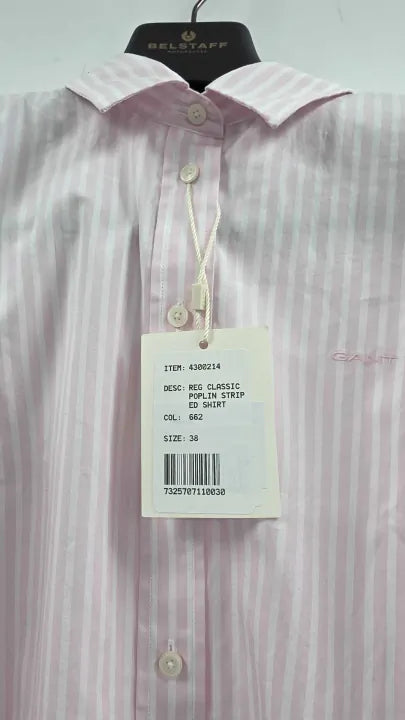 BELSTAFF
GANT
ITEM: 4300214
DESC: REG CLASSIC
POPLIN STRIP
ED SHIRT
COL: 662
SIZE: 38
7325707110030